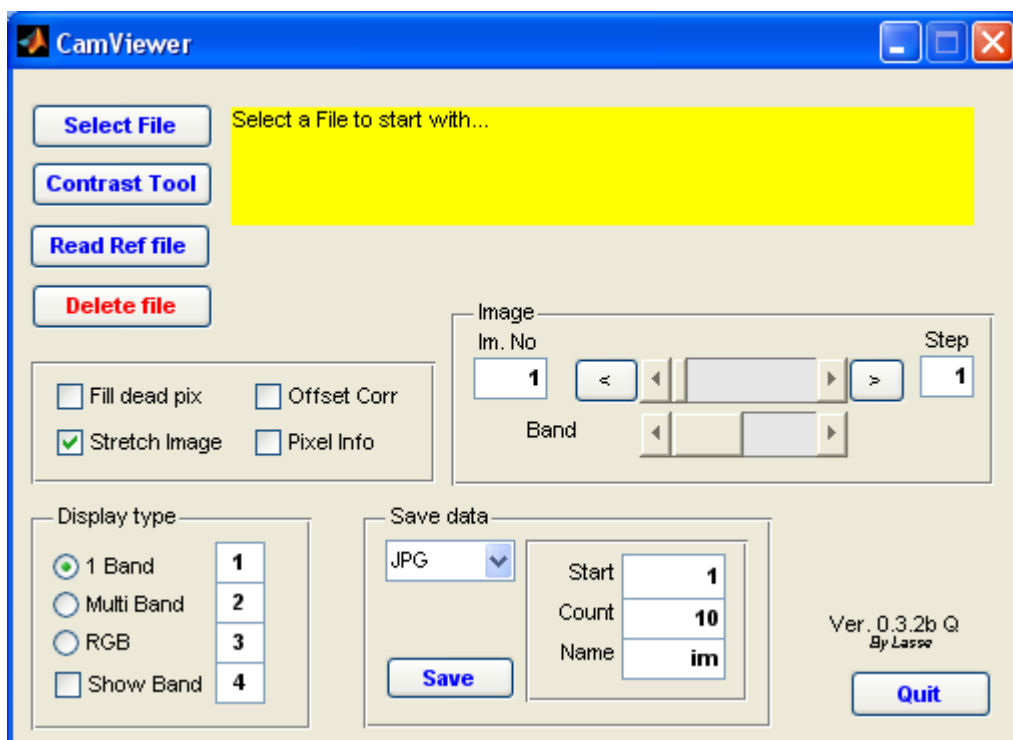 CamViewer
Select File
Select a File to start with...
Contrast Tool
Read Ref file
Delete file
Image
Im. No
Step
1
<
>
1
Band
Fill dead pix
Offset Corr
Stretch Image
Pixel Info
Display type
1 Band
1
Multi Band
2
RGB
3
Show Band
4
Save data
JPG
Start
1
Count
10
Name
im
Save
Ver. 0.3.2b Q
By Lasse
Quit